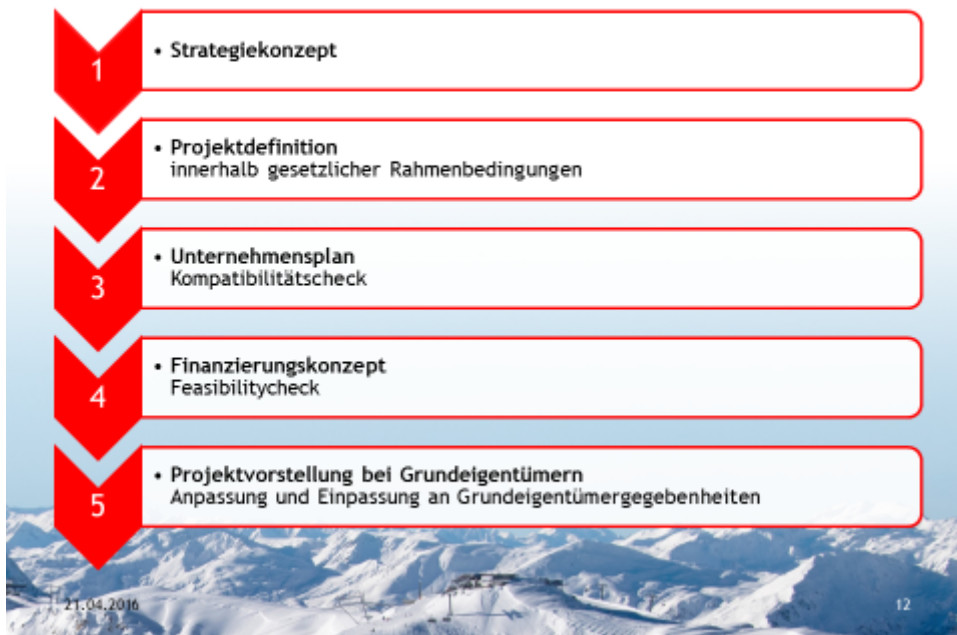 1
• Strategiekonzept
2
• Projektdefinition
innerhalb gesetzlicher Rahmenbedingungen
3
• Unternehmensplan
Kompatibilitätscheck
4
• Finanzierungskonzept
Feasibilitycheck
5
• Projektvorstellung bei Grundeigentümern
Anpassung und Einpassung an Grundeigentümergegebenheiten
21.04.2016
12